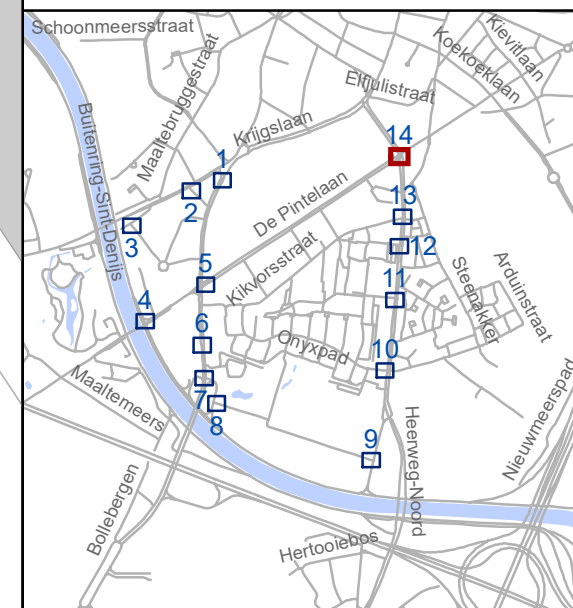 Schoonmeersstraat
Kievitlaan
Koekoeklaan
Maaltebruggestraat
Elfjulistraat
Buitenring-Sint-Denijs
Krijgslaan
14
1
2
De Pintelaan
13
3
12
Kikvorsstraat
5
Steenakker
Arduinstraat
11
4
6
Onyxpad
10
Maaltemeers
7
8
Nieuwmeerspad
Heerweg-Noord
9
Bollebergen
Hertooiebos